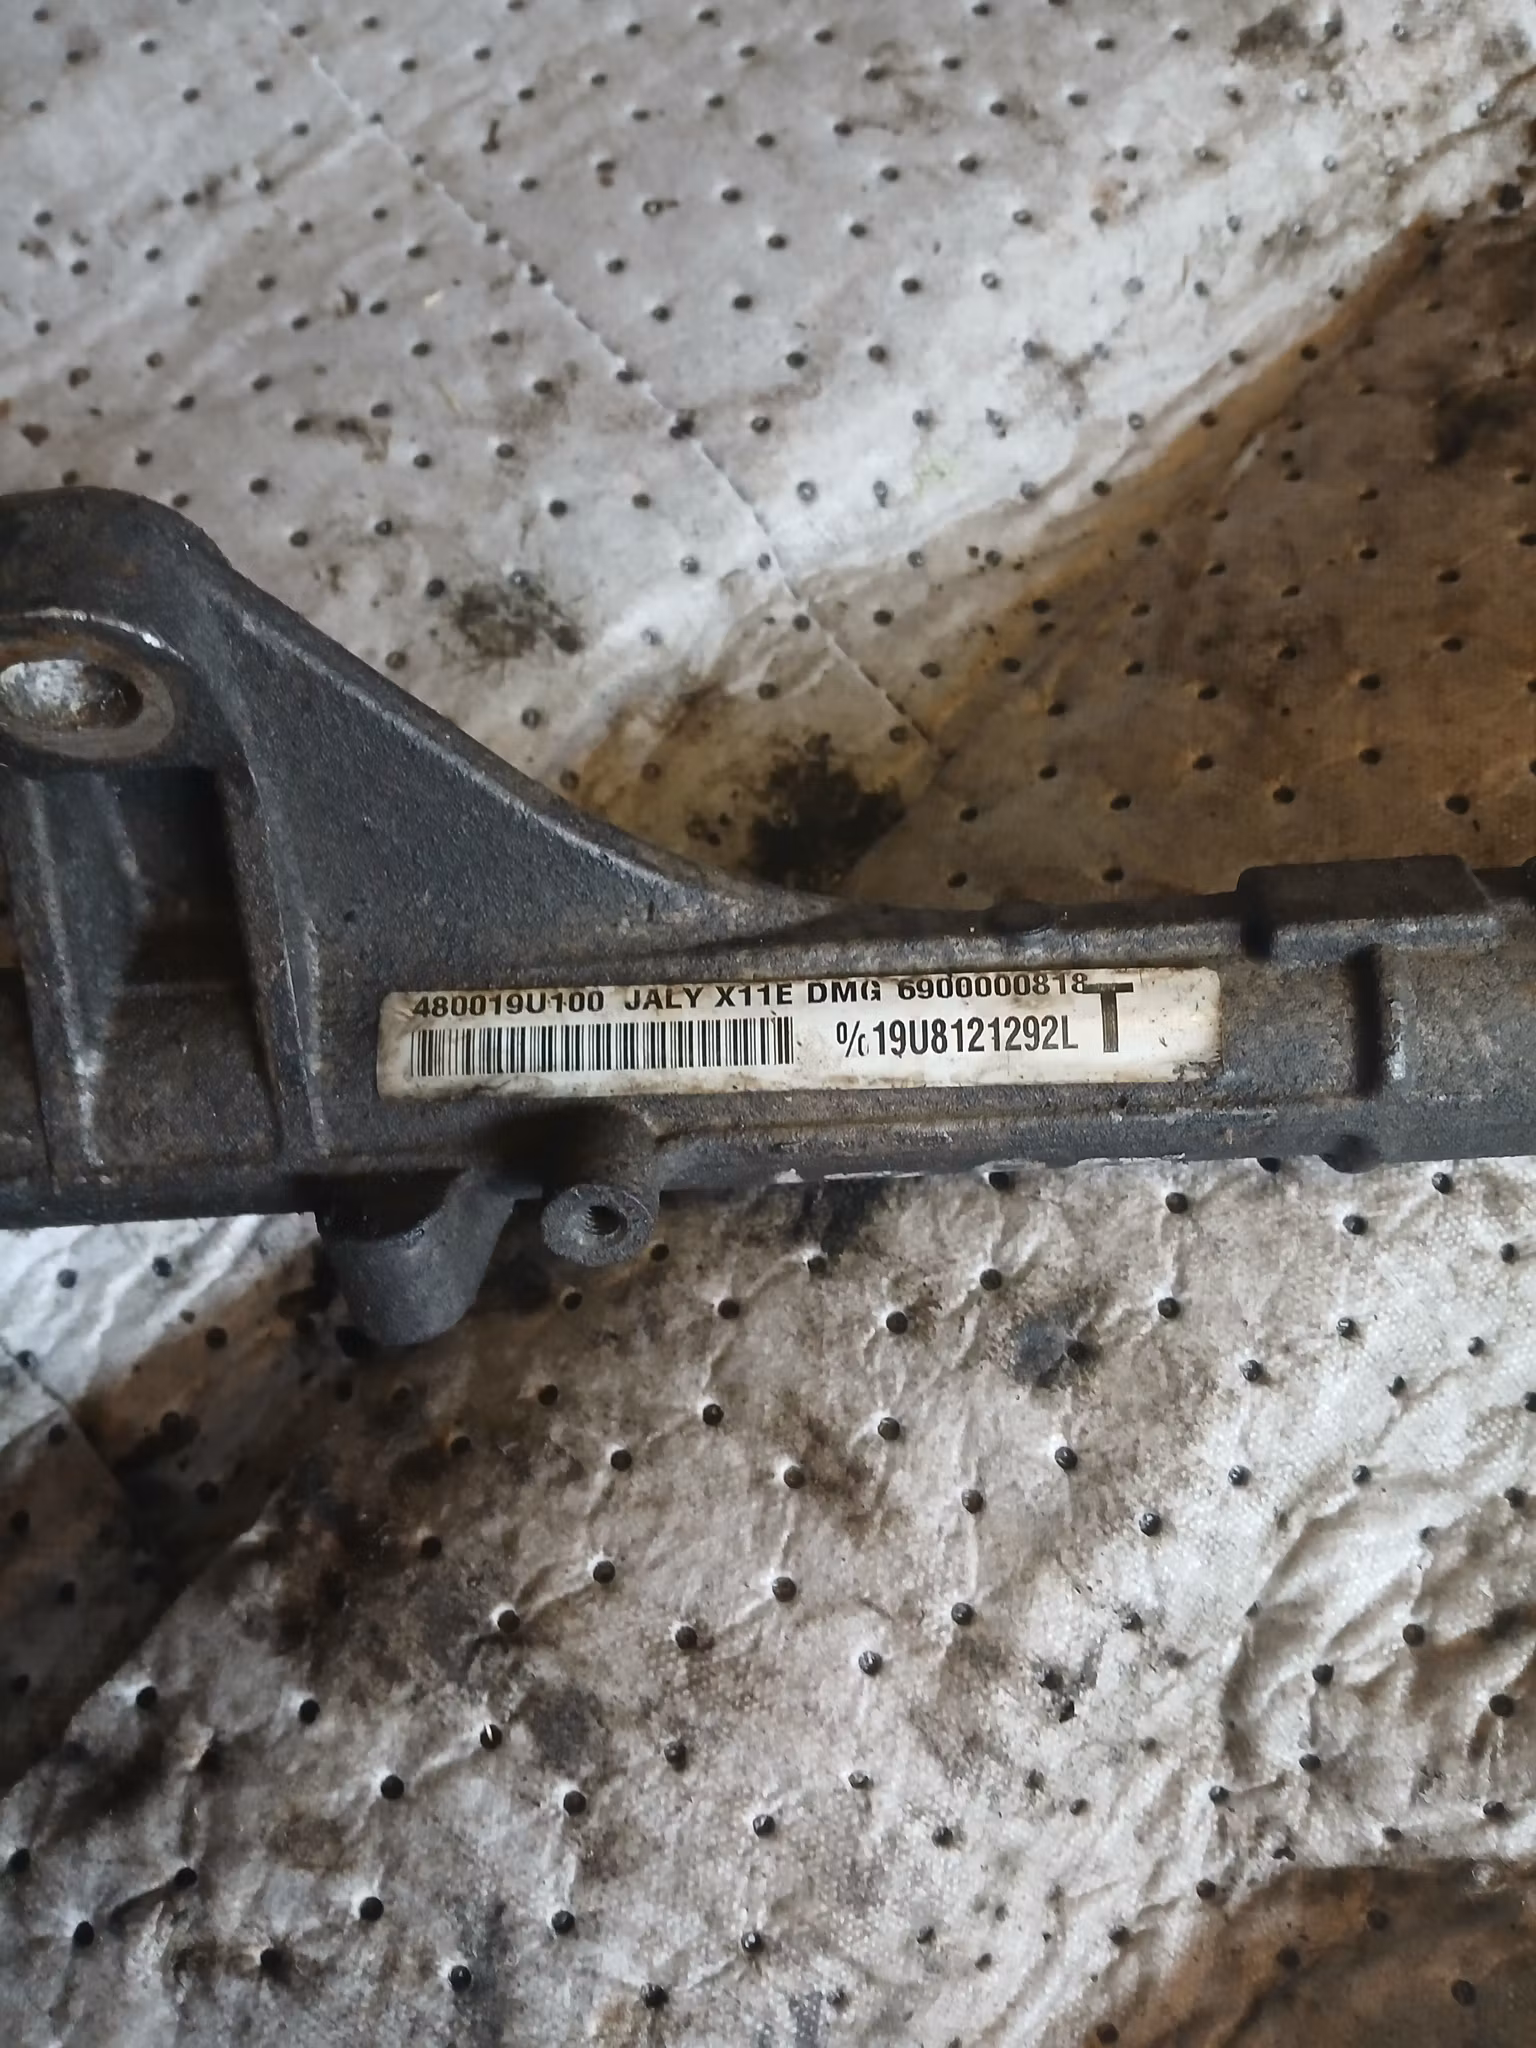 480019U100 JALY X11E DMG 6900000818
%19U8121292L T